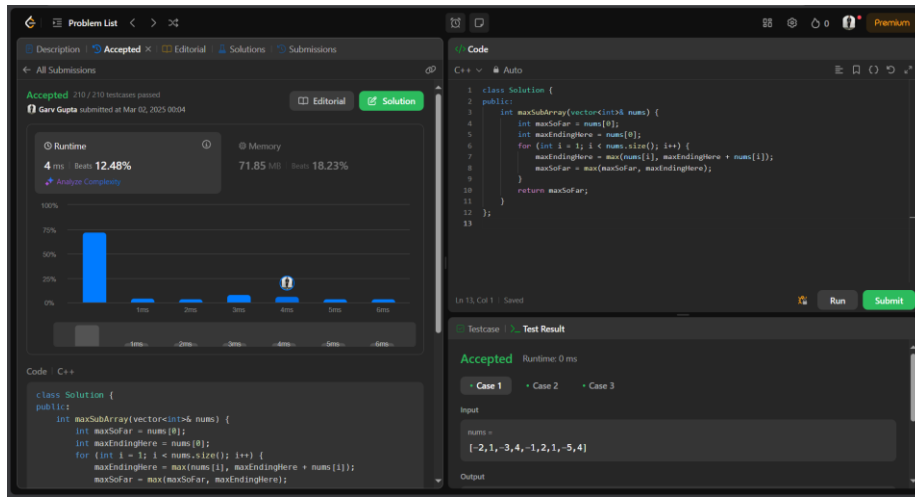 Problem List
0
Premium
Description | Accepted × | Editorial | Solutions | Submissions
← All Submissions
Accepted 210 / 210 testcases passed
Garv Gupta submitted at Mar 02, 2025 00:04
Editorial
Solution
Runtime
4 ms | Beats 12.48%
Analyze Complexity
Memory
71.85 MB | Beats 18.23%
100%
75%
50%
25%
0%
1ms 2ms 3ms 4ms 5ms 6ms
1ms 2ms 3ms 4ms 5ms 6ms
Code | C++
class Solution {
public:
int maxSubArray(vector<int>& nums) {
int maxSoFar = nums[0];
int maxEndingHere = nums[0];
for (int i = 1; i < nums.size(); i++) {
maxEndingHere = max(nums[i], maxEndingHere + nums[i]);
maxSoFar = max(maxSoFar, maxEndingHere);
</> Code
C++ Auto
1 class Solution {
2 public:
3 int maxSubArray(vector<int>& nums) {
4 int maxSoFar = nums[0];
5 int maxEndingHere = nums[0];
6 for (int i = 1; i < nums.size(); i++) {
7 maxEndingHere = max(nums[i], maxEndingHere + nums[i]);
8 maxSoFar = max(maxSoFar, maxEndingHere);
9 }
10 return maxSoFar;
11 }
12 };
13
Ln 13, Col 1 | Saved
Run
Submit
Testcase | >_ Test Result
Accepted Runtime: 0 ms
• Case 1 • Case 2 • Case 3
Input
nums =
[-2,1,-3,4,-1,2,1,-5,4]
Output